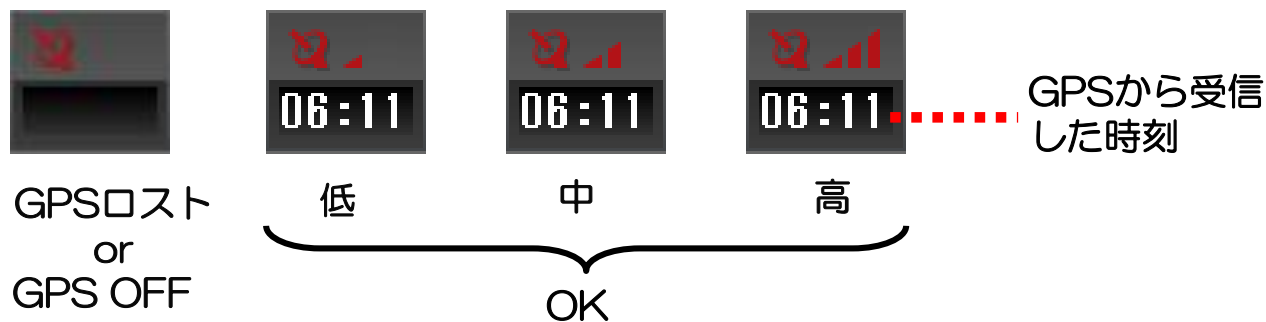 06:11
06:11
06:11
GPSから受信
した時刻
GPSロスト
or
GPS OFF
低
中
高
OK